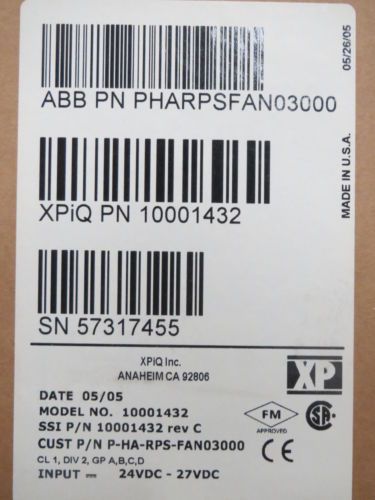 ABB PN PHARPSFAN03000
05/26/05
XPiQ PN 10001432
MADE IN U.S.A.
SN 57317455
XPiQ Inc.
ANAHEIM CA 92806
XP
DATE 05/05
MODEL NO. 10001432
SSI P/N 10001432 rev C
CUST P/N P-HA-RPS-FAN03000
CL 1, DIV 2, GP A,B,C,D
INPUT 24VDC - 27VDC
FM
APPROVED
SA
CE